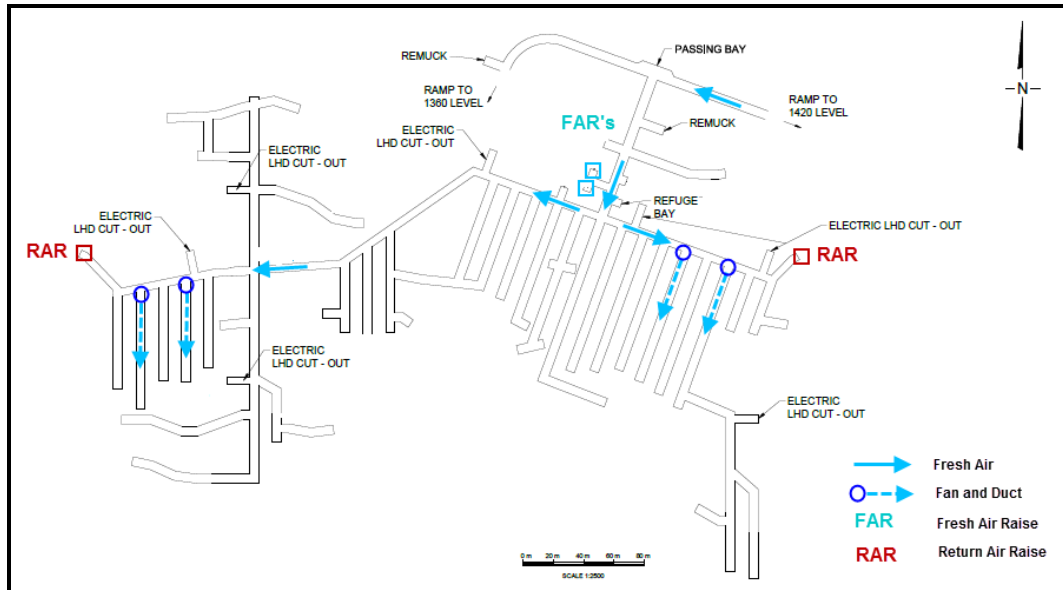 REMUCK
PASSING BAY
N
RAMP TO
1360 LEVEL
RAMP TO
1420 LEVEL
FAR's
REMUCK
ELECTRIC
LHD CUT - OUT
ELECTRIC
LHD CUT - OUT
REFUGE
BAY
ELECTRIC
LHD CUT - OUT
ELECTRIC LHD CUT - OUT
RAR
RAR
ELECTRIC
LHD CUT - OUT
ELECTRIC
LHD CUT - OUT
Fresh Air
Fan and Duct
FAR Fresh Air Raise
RAR Return Air Raise
0 m 20 m 40 m 60 m 80 m
SCALE 1:2500